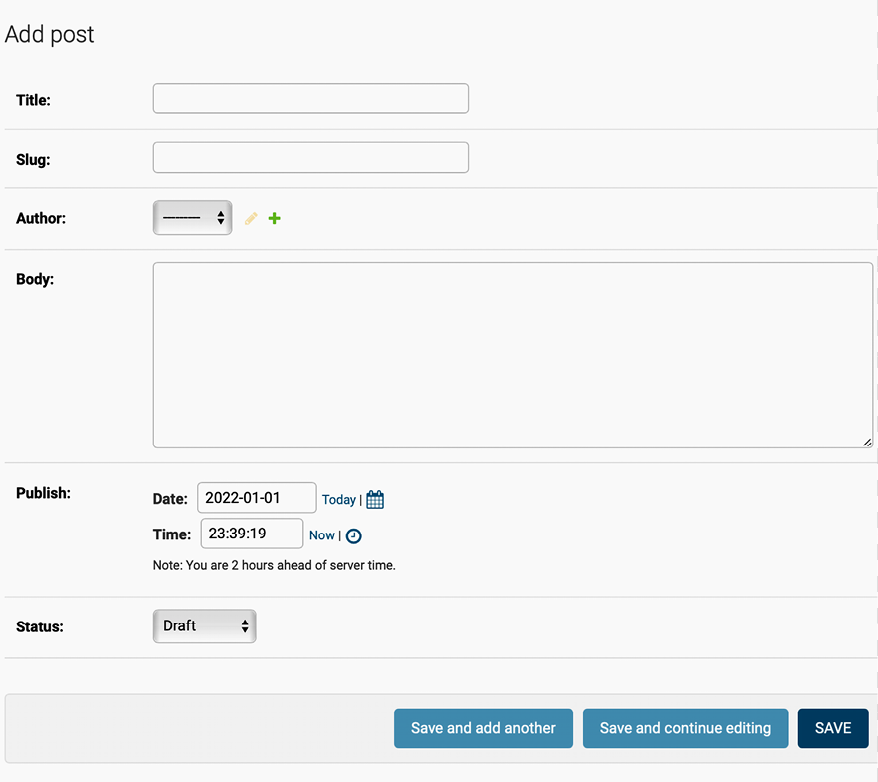 Add post
Title:
Slug:
Author: ---------
Body:
Publish:
Date: 2022-01-01 Today |
Time: 23:39:19 Now |
Note: You are 2 hours ahead of server time.
Status: Draft
Save and add another Save and continue editing SAVE